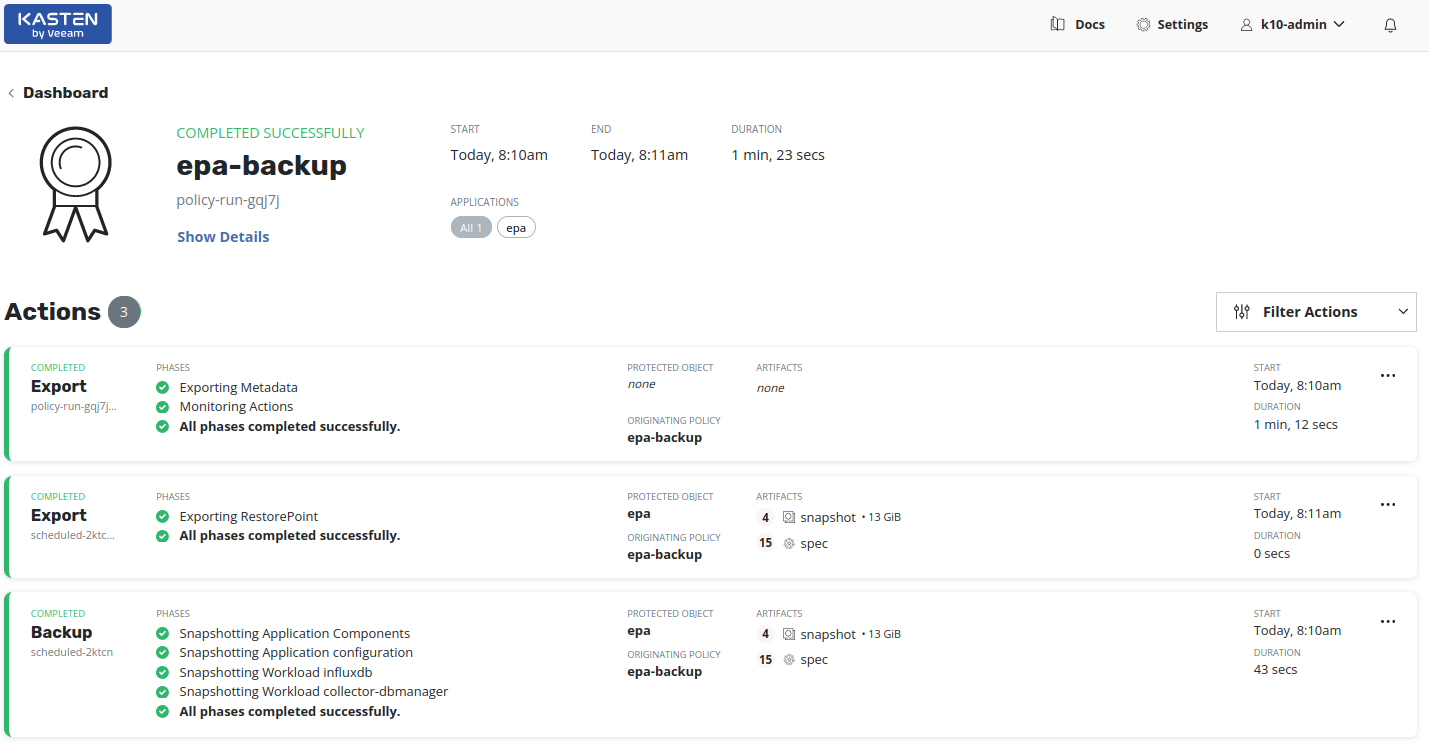 KASTEN
by Veeam
Docs
Settings
k10-admin
Dashboard
COMPLETED SUCCESSFULLY
epa-backup
policy-run-gqj7j
Show Details
START
Today, 8:10am
END
Today, 8:11am
DURATION
1 min, 23 secs
APPLICATIONS
All 1
epa
Actions 3
Filter Actions
COMPLETED
Export
policy-run-gqj7j...
PHASES
Exporting Metadata
Monitoring Actions
All phases completed successfully.
PROTECTED OBJECT
none
ORIGINATING POLICY
epa-backup
ARTIFACTS
none
START
Today, 8:10am
DURATION
1 min, 12 secs
COMPLETED
Export
scheduled-2ktc...
PHASES
Exporting RestorePoint
All phases completed successfully.
PROTECTED OBJECT
epa
ORIGINATING POLICY
epa-backup
ARTIFACTS
4 snapshot • 13 GiB
15 spec
START
Today, 8:11am
DURATION
0 secs
COMPLETED
Backup
scheduled-2ktcn
PHASES
Snapshotting Application Components
Snapshotting Application configuration
Snapshotting Workload influxdb
Snapshotting Workload collector-dbmanager
All phases completed successfully.
PROTECTED OBJECT
epa
ORIGINATING POLICY
epa-backup
ARTIFACTS
4 snapshot • 13 GiB
15 spec
START
Today, 8:10am
DURATION
43 secs